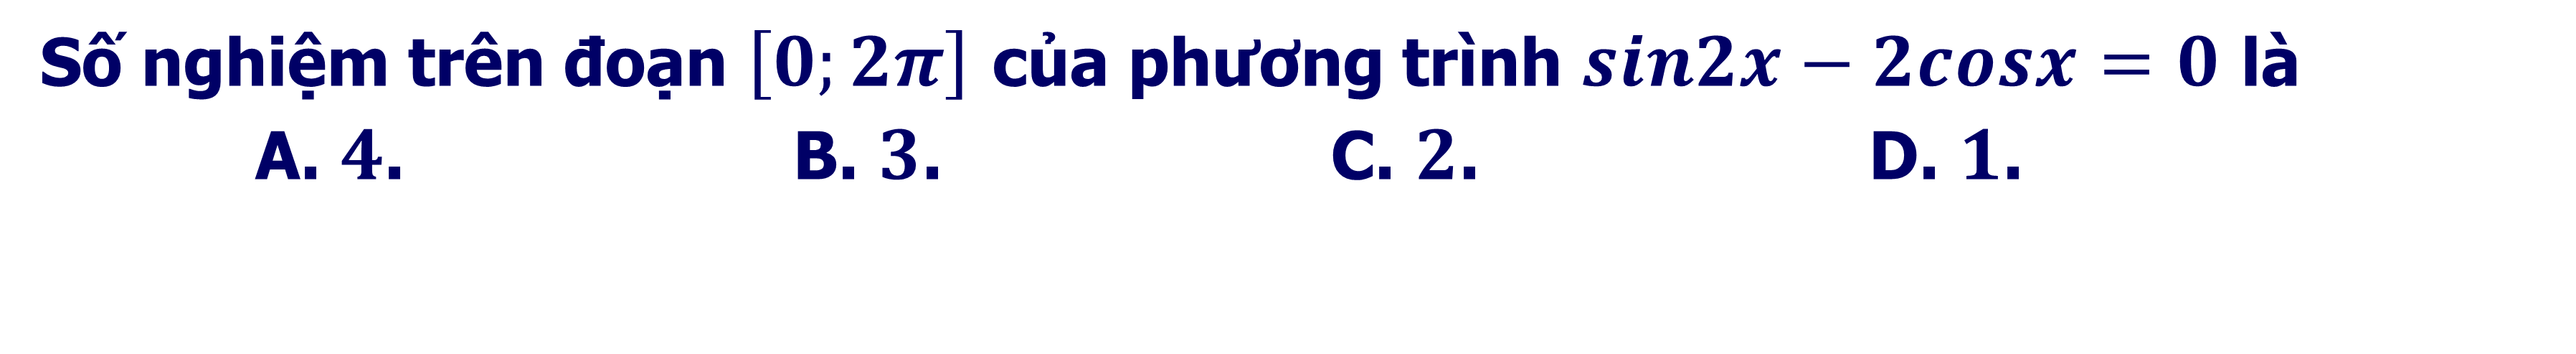 Số nghiệm trên đoạn [0; 2π] của phương trình sin2x − 2cosx = 0 là
A. 4. B. 3. C. 2. D. 1.